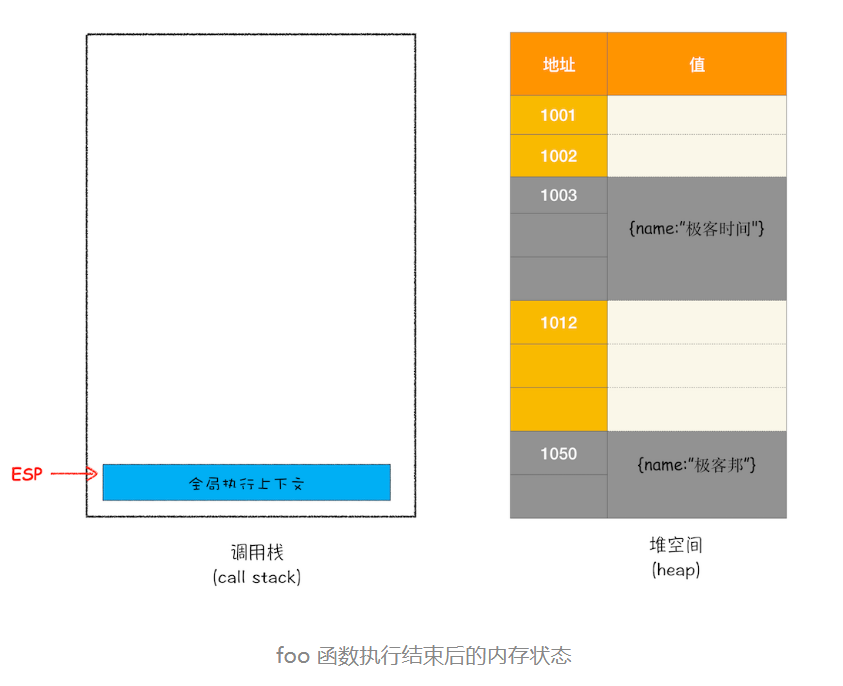 ESP
全局执行上下文
调用栈
(call stack)
地址 值
1001
1002
1003
{name:"极客时间"}
1012
1050
{name:"极客邦"}
堆空间
(heap)
foo 函数执行结束后的内存状态